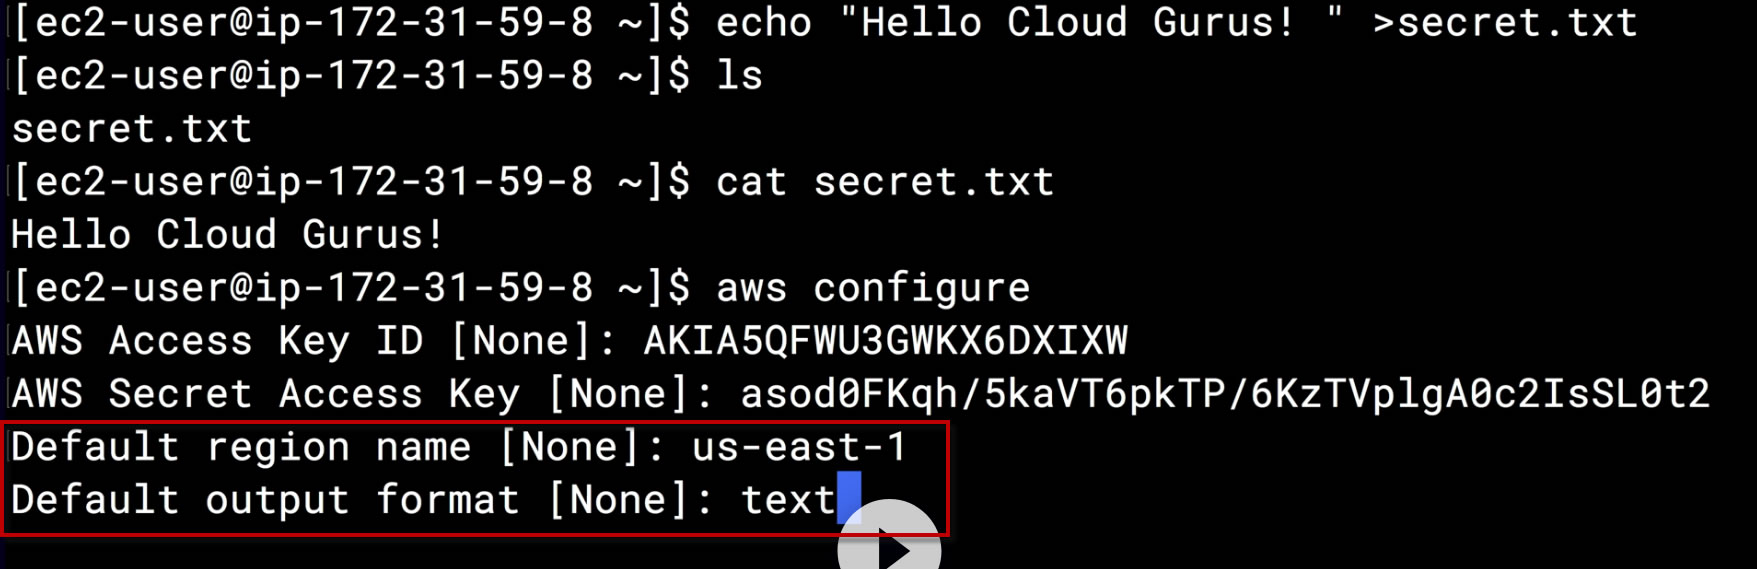 [ec2-user@ip-172-31-59-8 ~]$ echo "Hello Cloud Gurus! " >secret.txt
[ec2-user@ip-172-31-59-8 ~]$ ls
secret.txt
[ec2-user@ip-172-31-59-8 ~]$ cat secret.txt
Hello Cloud Gurus!
[ec2-user@ip-172-31-59-8 ~]$ aws configure
AWS Access Key ID [None]: AKIA5QFWU3GWKX6DXIXW
AWS Secret Access Key [None]: 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
Default region name [None]: us-east-1
Default output format [None]: text